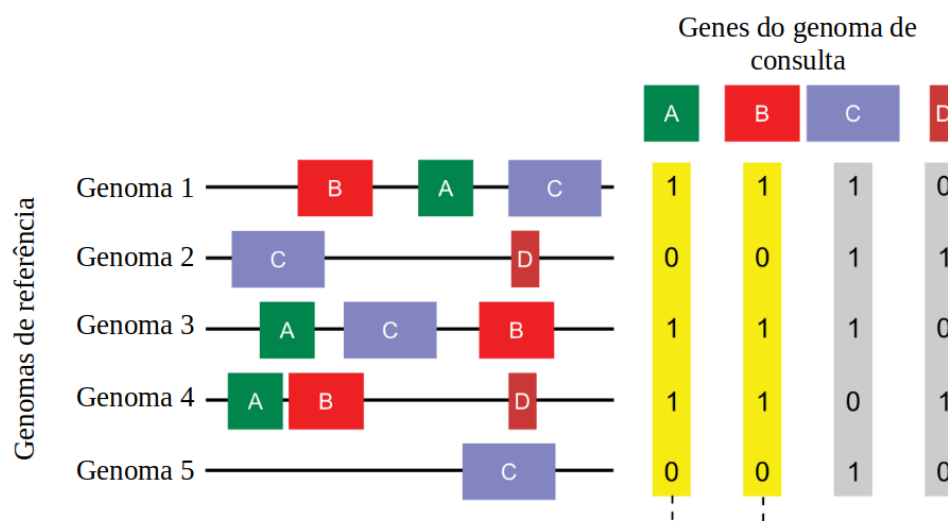 Genes do genoma de
consulta
A B C D
Genomas de referência
Genoma 1 B A C 1 1 1 0
Genoma 2 C D 0 0 1 1
Genoma 3 A C B 1 1 1 0
Genoma 4 A B D 1 1 0 1
Genoma 5 C 0 0 1 0